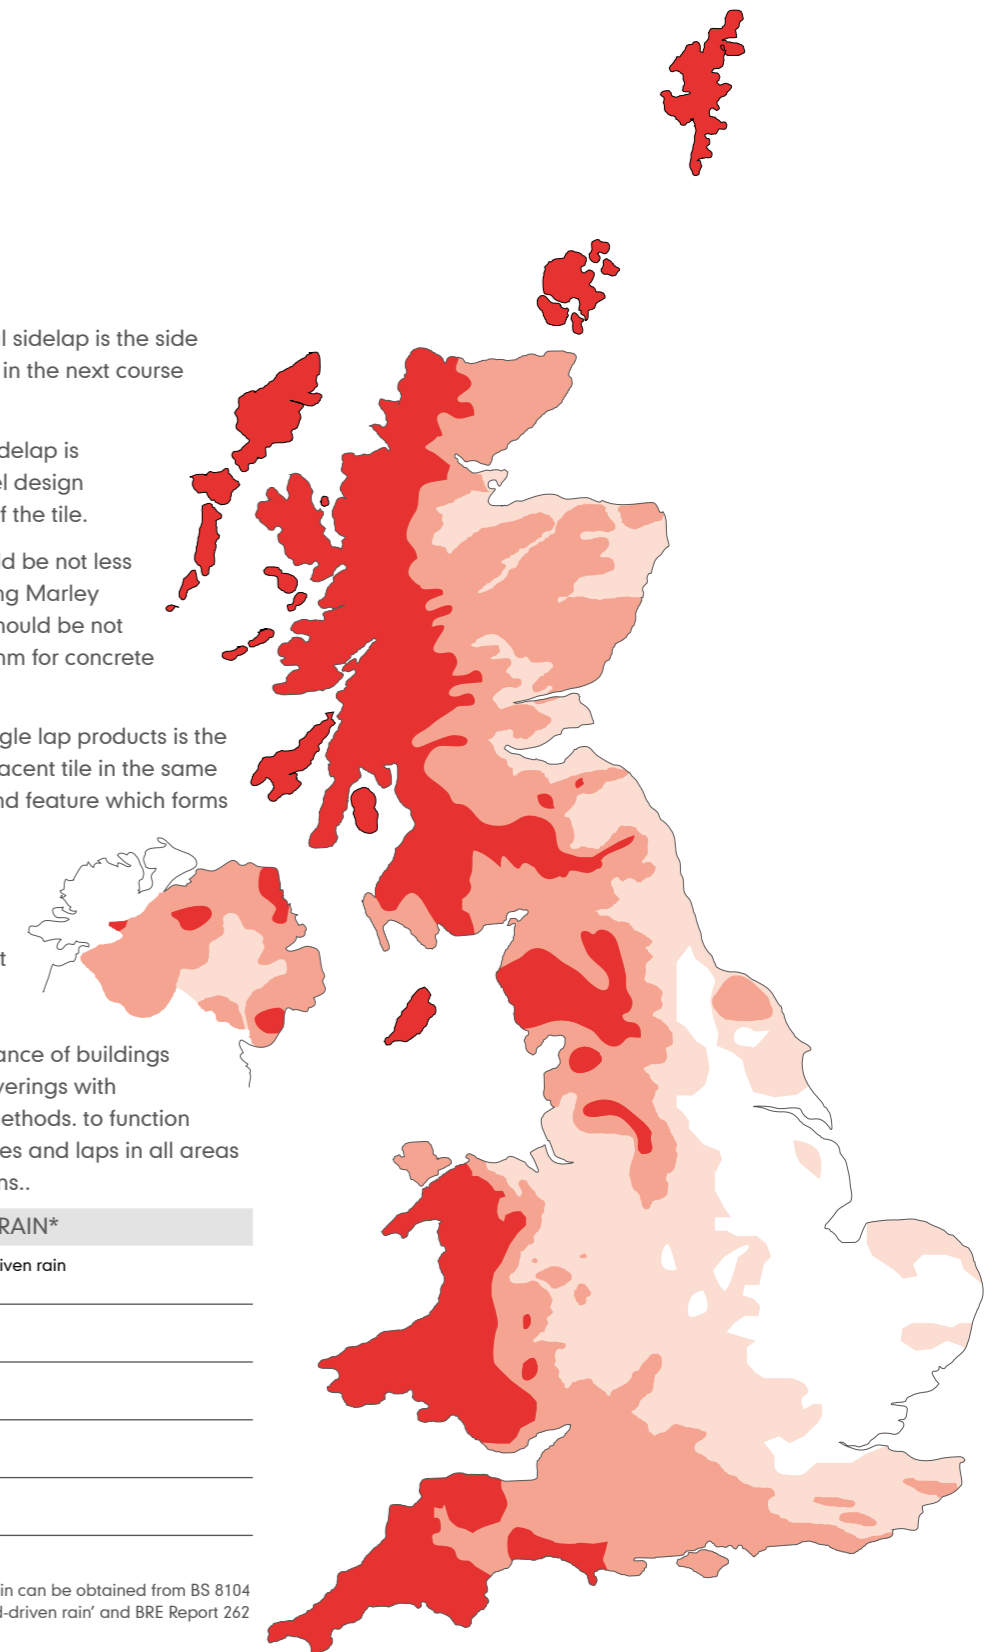 l sidelap is the side
in the next course
delap is
el design
f the tile.
ld be not less
ng Marley
hould be not
nm for concrete
gle lap products is the
acent tile in the same
nd feature which forms
t
ance of buildings
verings with
ethods. to function
es and laps in all areas
ns..
RAIN*
iven rain
in can be obtained from BS 8104
d-driven rain’ and BRE Report 262